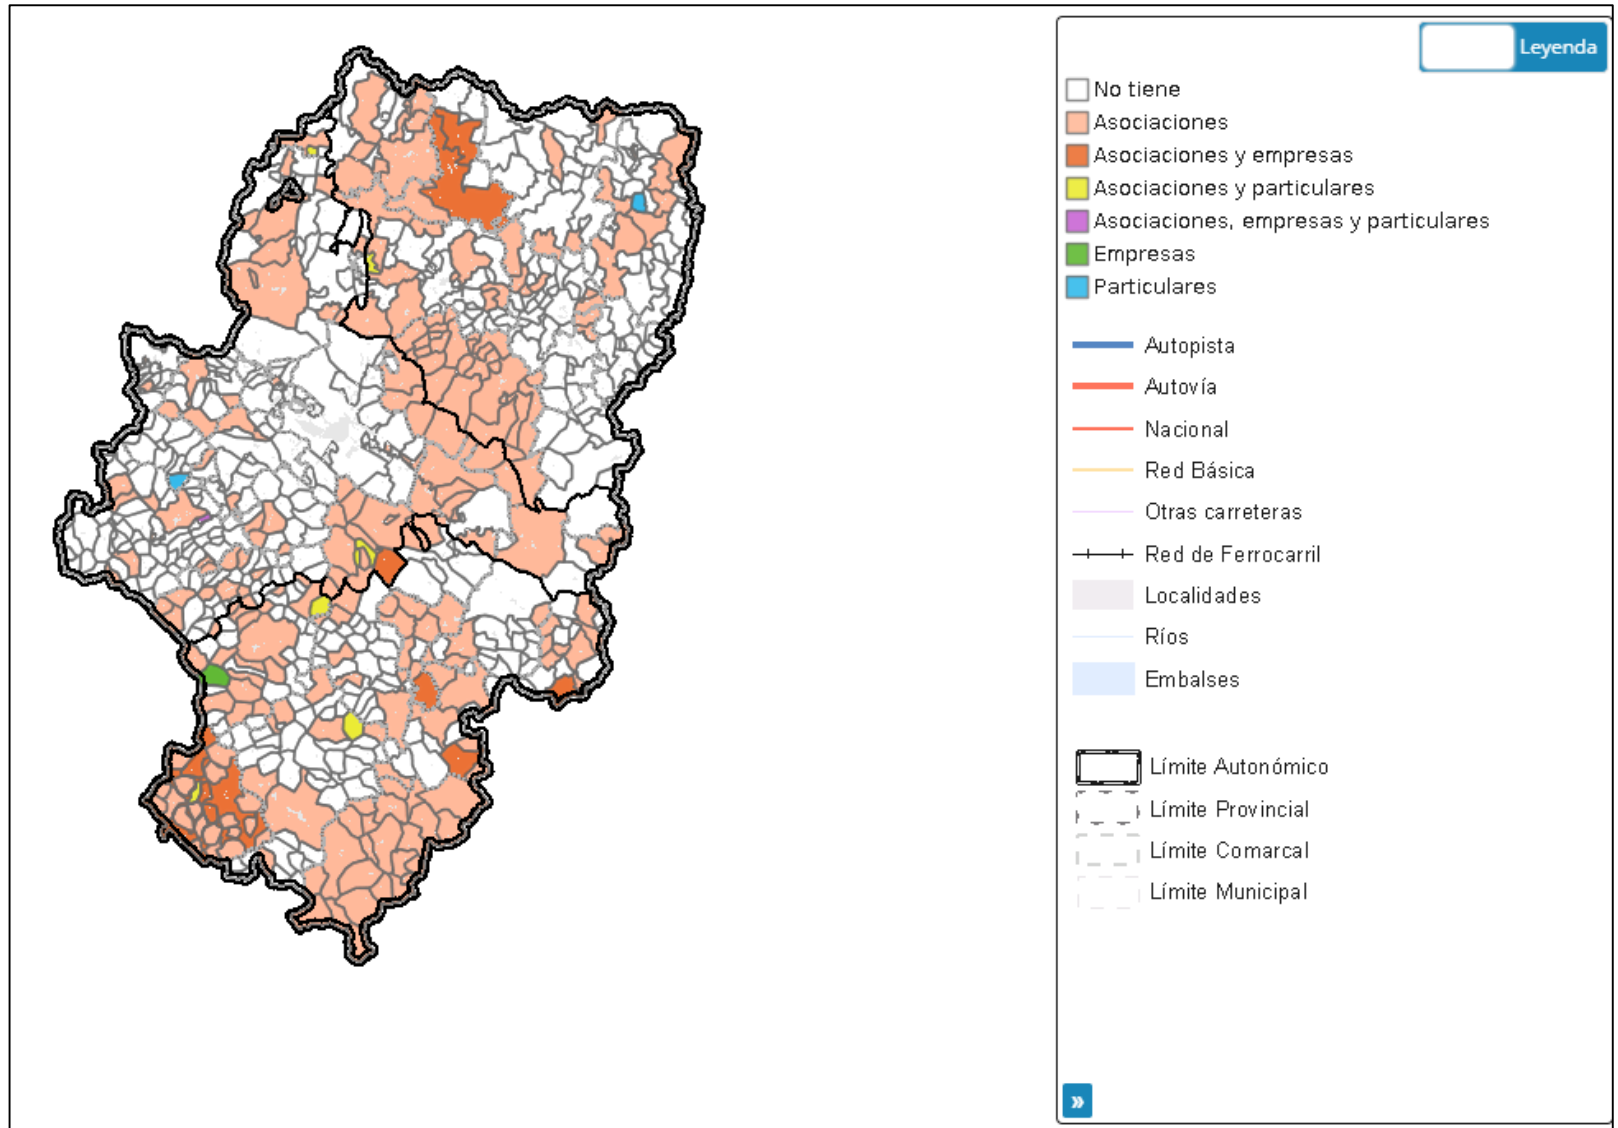 Leyenda
No tiene
Asociaciones
Asociaciones y empresas
Asociaciones y particulares
Asociaciones, empresas y particulares
Empresas
Particulares
Autopista
Autovía
Nacional
Red Básica
Otras carreteras
Red de Ferrocarril
Localidades
Ríos
Embalses
Límite Autonómico
Límite Provincial
Límite Comarcal
Límite Municipal
»